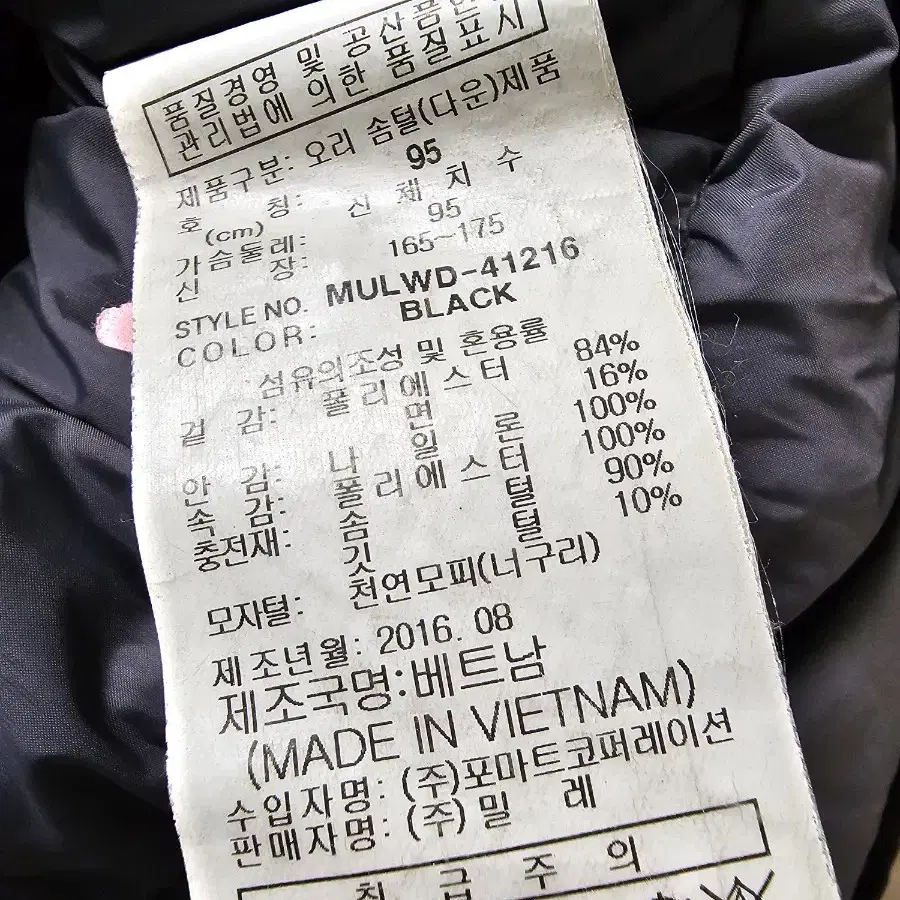 품질경영 및 공산품안
관리법에 의한 품질표시
제품구분: 오리 솜털(다운)제품
호 칭: 95
(cm) 신 체 치 수
가슴둘레: 95
신 장: 165~175
STYLE NO. MULWD-41216
COLOR: BLACK
섬유의조성 및 혼용률
겉 감: 폴리에스터 84%
면 16%
안 감: 나일론 100%
속 감: 폴리에스터 100%
충전재: 솜털 90%
깃털 10%
모자털: 천연모피(너구리)
제조년월: 2016. 08
제조국명:베트남
(MADE IN VIETNAM)
수입자명: (주)포마트코퍼레이션
판매자명: (주)밀 레
취 급 주 의